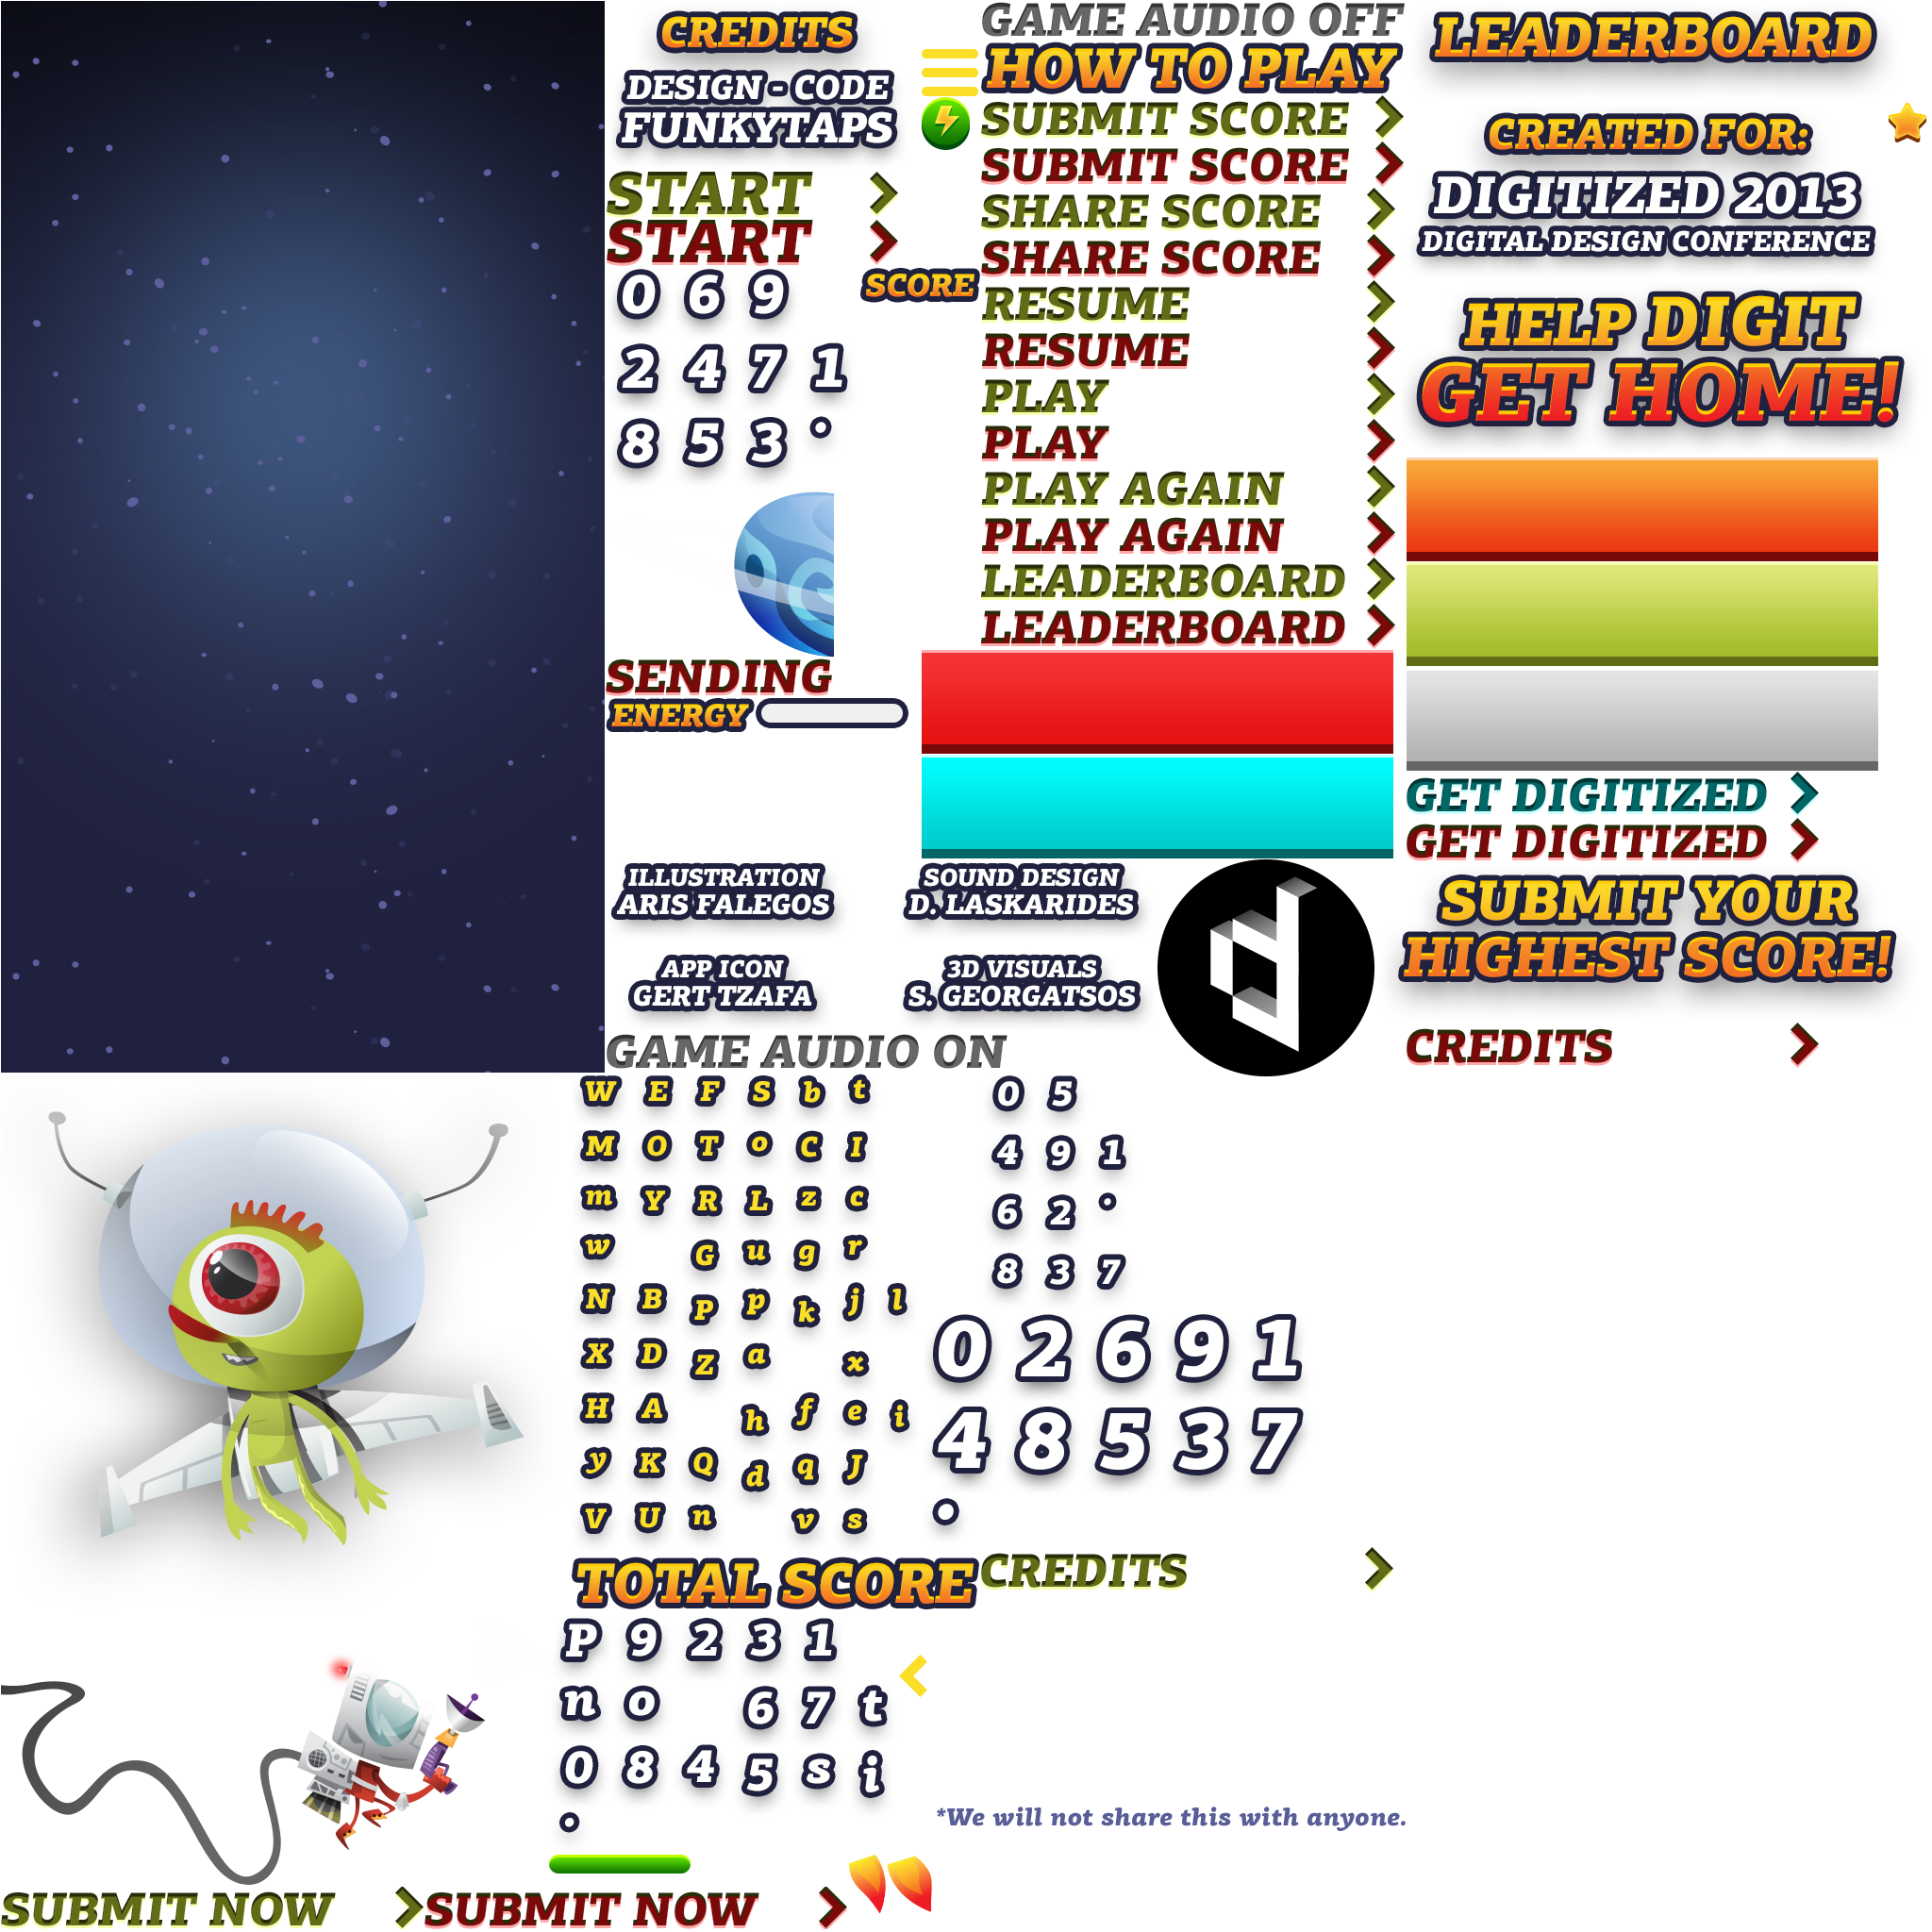 CREDITS
DESIGN - CODE
FUNKYTAPS
START
START
0 6 9
SCORE
2 4 7 1
8 5 3 °
SENDING
ENERGY
GAME AUDIO OFF
HOW TO PLAY
SUBMIT SCORE
SUBMIT SCORE
SHARE SCORE
SHARE SCORE
RESUME
RESUME
PLAY
PLAY
PLAY AGAIN
PLAY AGAIN
LEADERBOARD
LEADERBOARD
LEADERBOARD
CREATED FOR:
DIGITIZED 2013
DIGITAL DESIGN CONFERENCE
HELP DIGIT
GET HOME!
GET DIGITIZED
GET DIGITIZED
SUBMIT YOUR
HIGHEST SCORE!
CREDITS
ILLUSTRATION
ARIS FALEGOS
SOUND DESIGN
D. LASKARIDES
APP ICON
GERT TZAFA
3D VISUALS
S. GEORGATSOS
GAME AUDIO ON
W E F S b t
M O T o C I
m Y R L z c
w G u g r
N B P p k j l
X D Z a x
H A h f e i
y K Q d q J
V U n v s
0 5
4 9 1
6 2 °
8 3 7
0 2 6 9 1
4 8 5 3 7
°
TOTAL SCORE
CREDITS
P 9 2 3 1
n o 6 7 t
0 8 4 5 s i
°
*We will not share this with anyone.
SUBMIT NOW
SUBMIT NOW